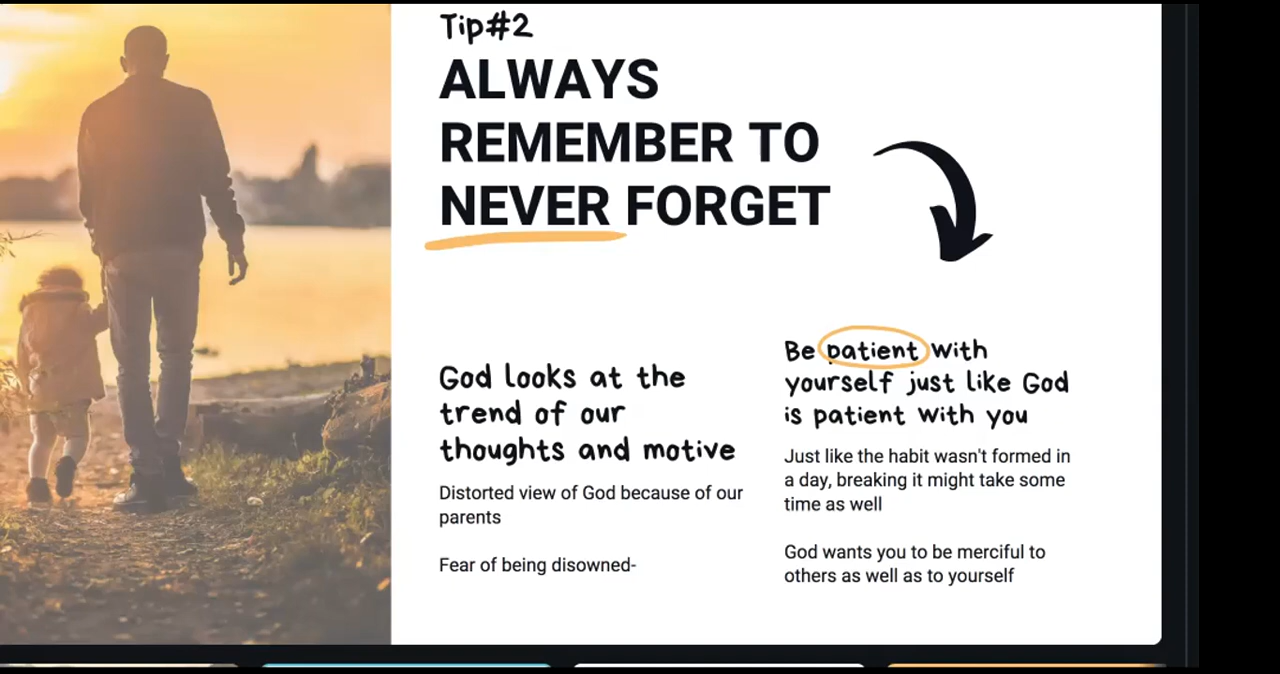 Tip#2
ALWAYS
REMEMBER TO
NEVER FORGET
God looks at the
trend of our
thoughts and motive
Distorted view of God because of our
parents
Fear of being disowned-
Be patient with
yourself just like God
is patient with you
Just like the habit wasn't formed in
a day, breaking it might take some
time as well
God wants you to be merciful to
others as well as to yourself